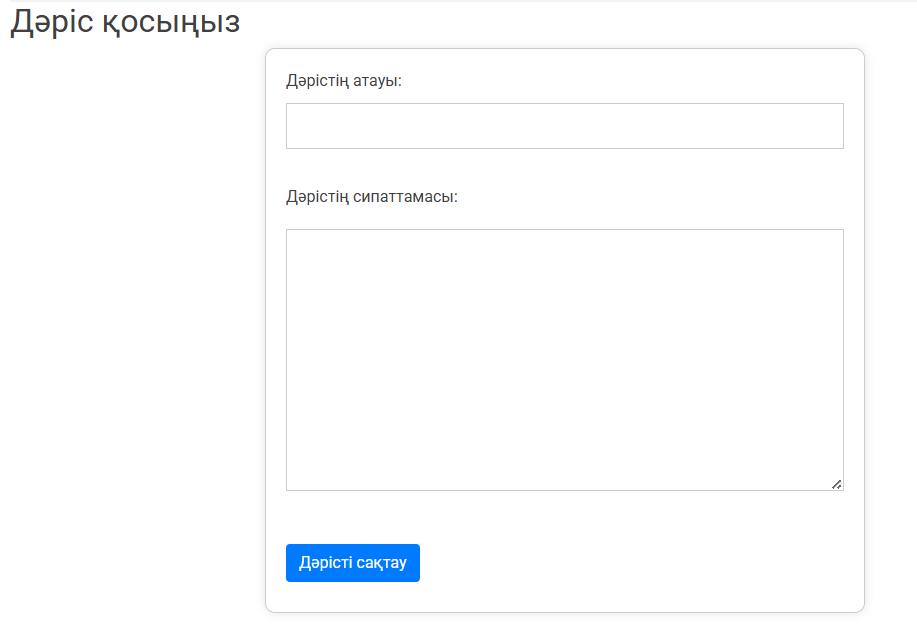 Дәріс қосыңыз
Дәрістің атауы:
Дәрістің сипаттамасы:
Дәрісті сақтау